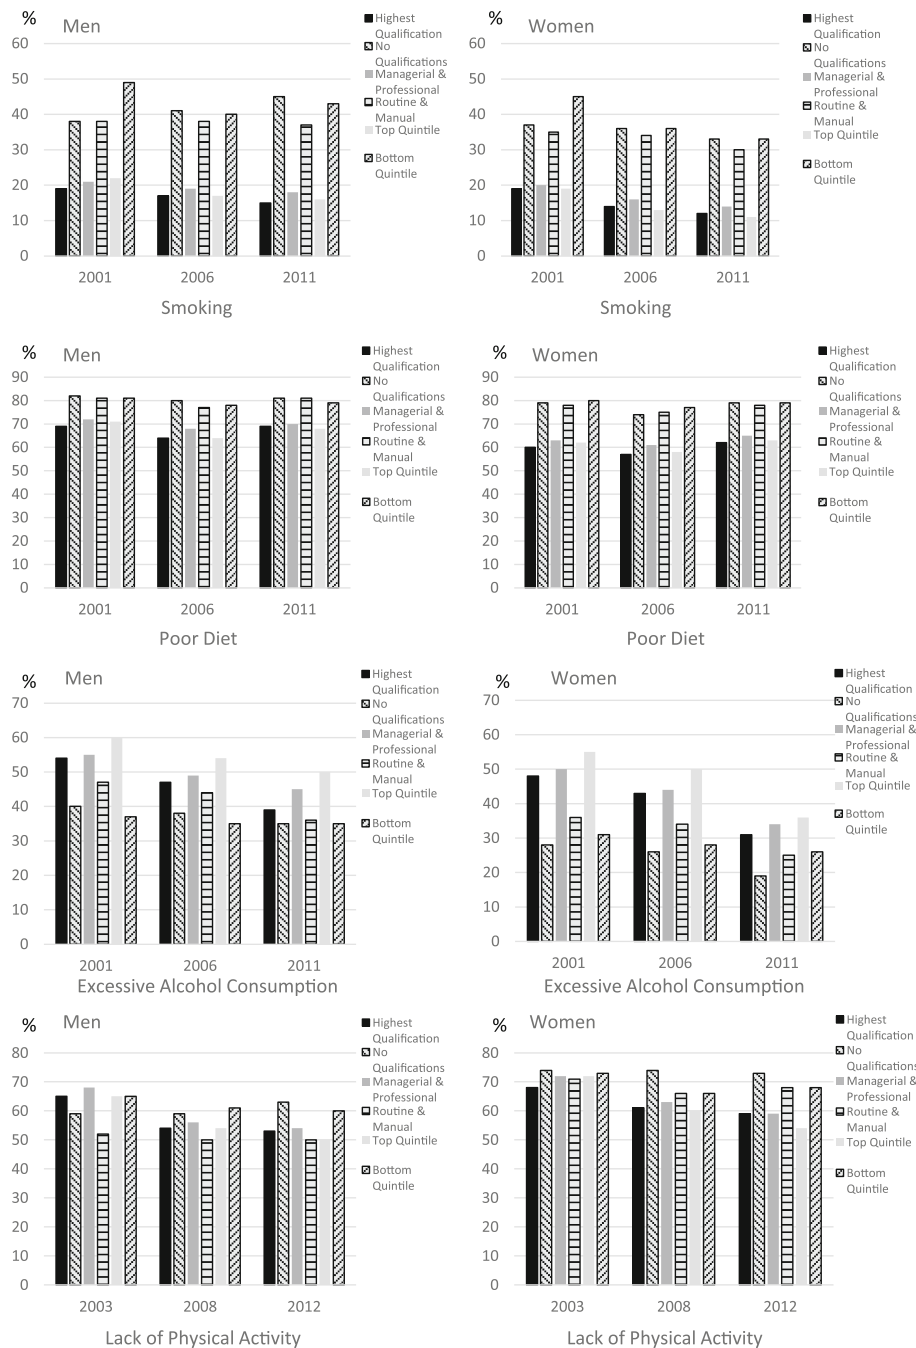 %
Men
60
50
40
30
20
10
0
2001
2006
2011
Smoking
Highest
Qualification
No
Qualifications
Managerial &
Professional
Routine &
Manual
Top Quintile
Bottom
Quintile
%
Women
60
50
40
30
20
10
0
2001
2006
2011
Smoking
Highest
Qualification
No
Qualifications
Managerial &
Professional
Routine &
Manual
Top Quintile
Bottom
Quintile
%
Men
90
80
70
60
50
40
30
20
10
0
2001
2006
2011
Poor Diet
Highest
Qualification
No
Qualifications
Managerial &
Professional
Routine &
Manual
Top Quintile
Bottom
Quintile
%
Women
90
80
70
60
50
40
30
20
10
0
2001
2006
2011
Poor Diet
Highest
Qualification
No
Qualifications
Managerial &
Professional
Routine &
Manual
Top Quintile
Bottom
Quintile
%
Men
70
60
50
40
30
20
10
0
2001
2006
2011
Excessive Alcohol Consumption
Highest
Qualification
No
Qualifications
Managerial &
Professional
Routine &
Manual
Top Quintile
Bottom
Quintile
%
Women
70
60
50
40
30
20
10
0
2001
2006
2011
Excessive Alcohol Consumption
Highest
Qualification
No
Qualifications
Managerial &
Professional
Routine &
Manual
Top Quintile
Bottom
Quintile
%
Men
80
70
60
50
40
30
20
10
0
2003
2008
2012
Lack of Physical Activity
Highest
Qualification
No
Qualifications
Managerial &
Professional
Routine &
Manual
Top Quintile
Bottom
Quintile
%
Women
80
70
60
50
40
30
20
10
0
2003
2008
2012
Lack of Physical Activity
Highest
Qualification
No
Qualifications
Managerial &
Professional
Routine &
Manual
Top Quintile
Bottom
Quintile